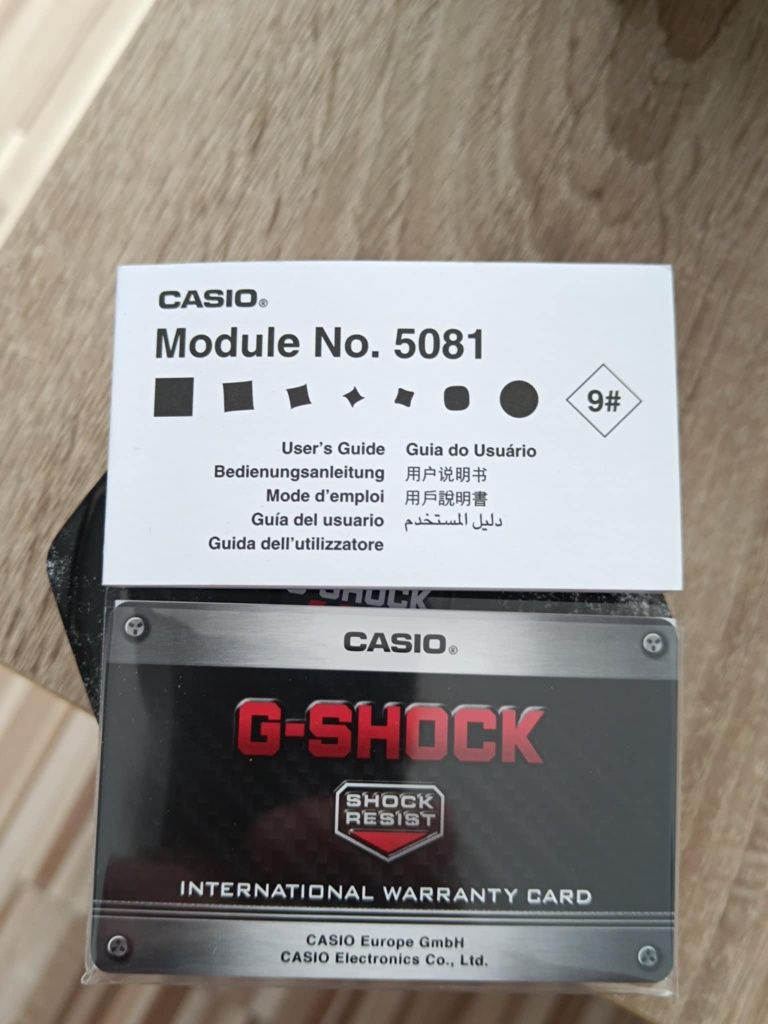 CASIO®
Module No. 5081
9#
User's Guide
Bedienungsanleitung
Mode d'emploi
Guía del usuario
Guida dell'utilizzatore
Guia do Usuário
用户说明书
用戶說明書
دليل المستخدم
G-SHOCK
CASIO®
G-SHOCK
SHOCK
RESIST
INTERNATIONAL WARRANTY CARD
CASIO Europe GmbH
CASIO Electronics Co., Ltd.